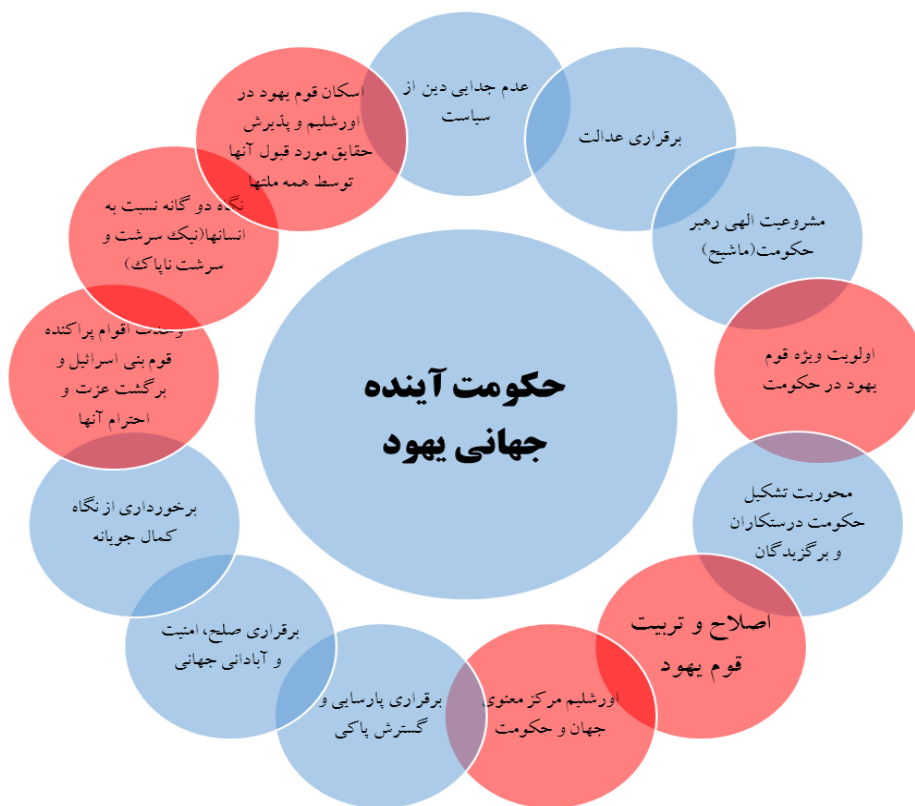 حکومت آینده
جهانی یهود
عدم جدایی دین از
سیاست
برقراری عدالت
مشروعیت الهی رهبر
حکومت(ماشیح)
اولویت ویژه قوم
یهود در حکومت
محوریت تشکیل
حکومت درستکاران
و برگزیدگان
اصلاح و تربیت
قوم یهود
اورشلیم مرکز معنوی
جهان و حکومت
برقراری پارسایی و
گسترش پاکی
برقراری صلح، امنیت
و آبادانی جهانی
برخورداری از نگاه
کمال جویانه
وحدت اقوام پراکنده
قوم بنی اسرائیل و
برگشت عزت و
احترام آنها
نگاه دو گانه نسبت به
انسانها(نیک سرشت و
سرشت ناپاک)
اسکان قوم یهود در
اورشلیم و پذیرش
حقایق مورد قبول آنها
توسط همه ملتها